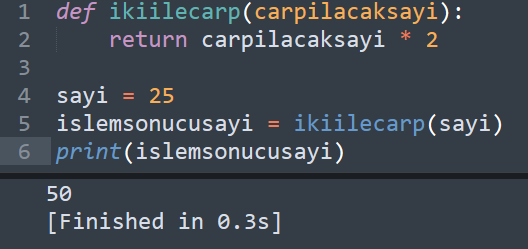 1 def ikiilecarp(carpilacaksayi):
2     return carpilacaksayi * 2
3
4 sayi = 25
5 islemsonucusayi = ikiilecarp(sayi)
6 print(islemsonucusayi)
50
[Finished in 0.3s]